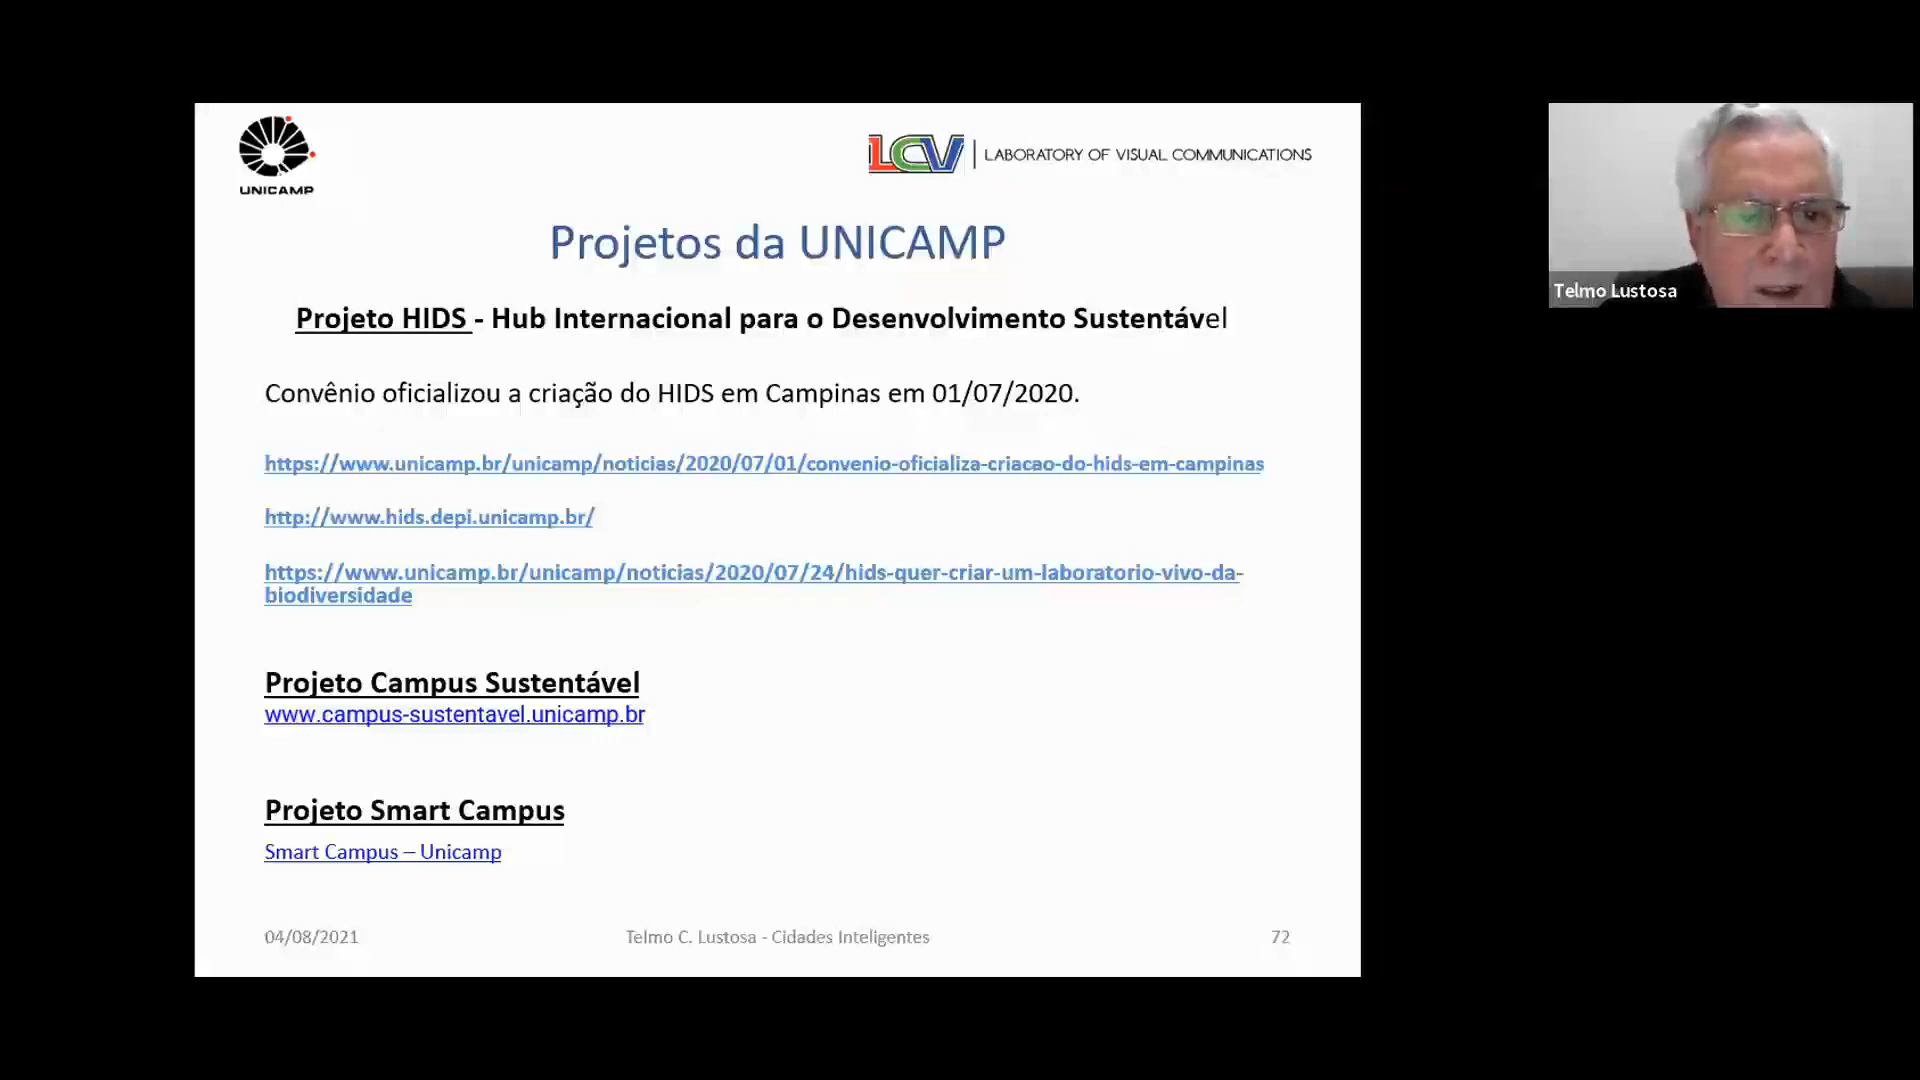 UNICAMP
LCV | LABORATORY OF VISUAL COMMUNICATIONS
Projetos da UNICAMP
Projeto HIDS - Hub Internacional para o Desenvolvimento Sustentável
Convênio oficializou a criação do HIDS em Campinas em 01/07/2020.
https://www.unicamp.br/unicamp/noticias/2020/07/01/convenio-oficializa-criacao-do-hids-em-campinas
http://www.hids.depi.unicamp.br/
https://www.unicamp.br/unicamp/noticias/2020/07/24/hids-quer-criar-um-laboratorio-vivo-da-
biodiversidade
Projeto Campus Sustentável
www.campus-sustentavel.unicamp.br
Projeto Smart Campus
Smart Campus – Unicamp
04/08/2021
Telmo C. Lustosa - Cidades Inteligentes
72
Telmo Lustosa